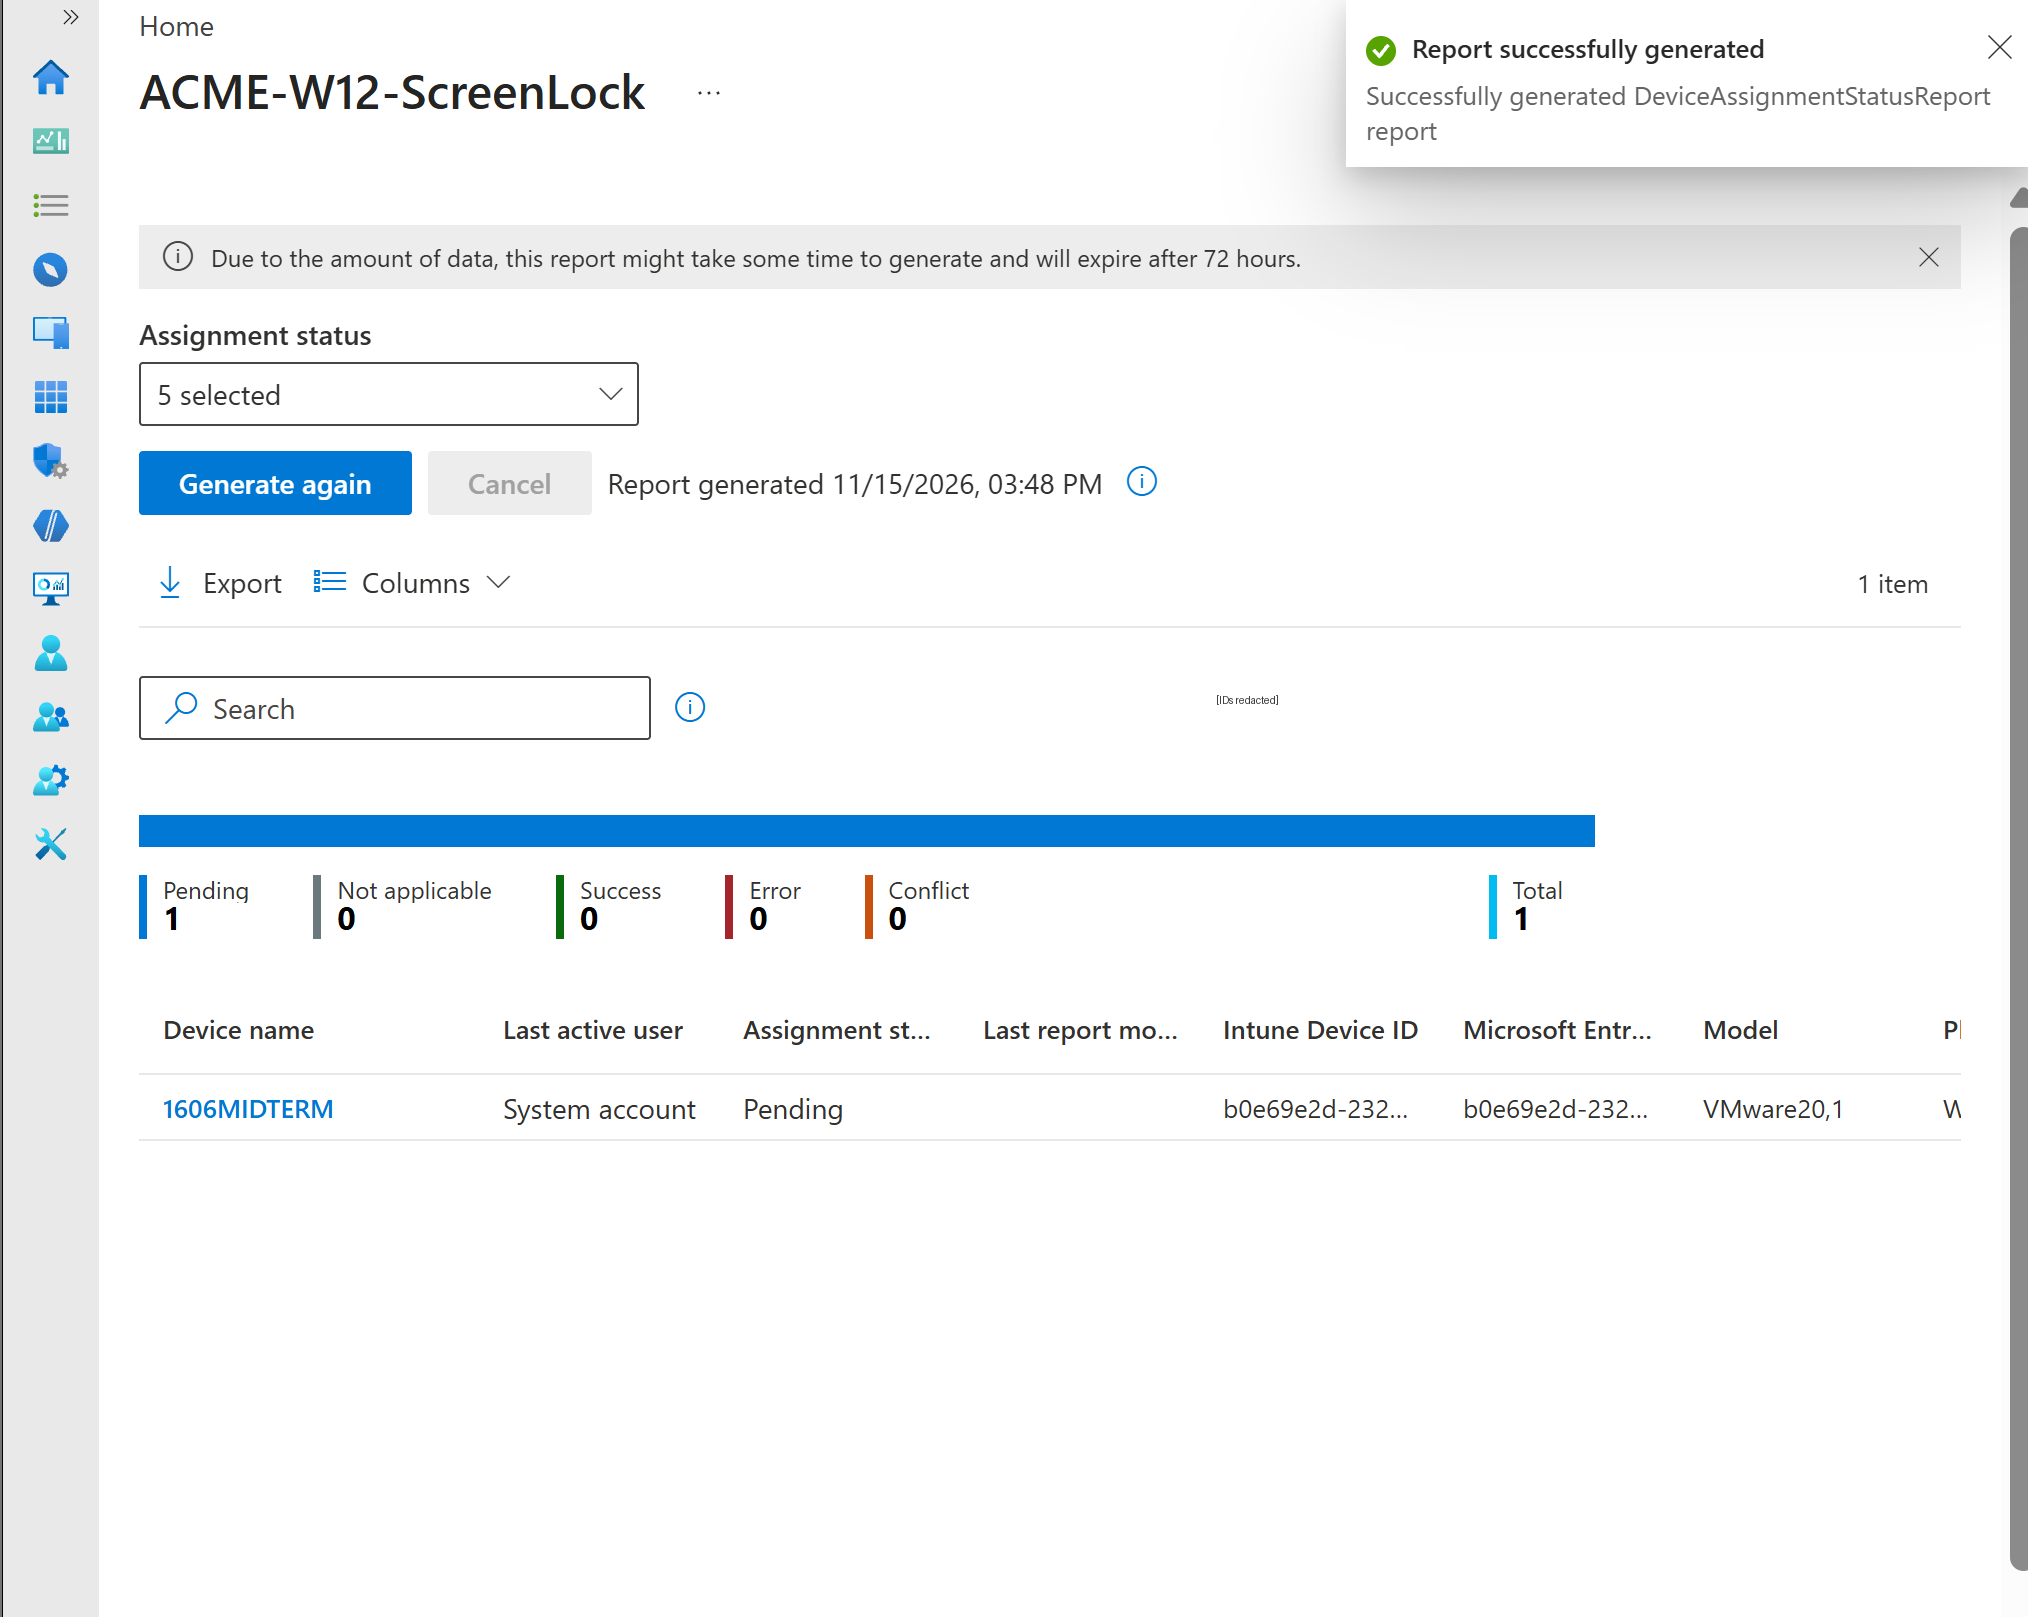 Home
ACME-W12-ScreenLock ...
Report successfully generated
Successfully generated DeviceAssignmentStatusReport
report
Due to the amount of data, this report might take some time to generate and will expire after 72 hours.
Assignment status
5 selected
Generate again Cancel Report generated 11/15/2026, 03:48 PM
Export Columns 1 item
Search
[IDs redacted]
Pending Not applicable Success Error Conflict Total
1 0 0 0 0 1
Device name Last active user Assignment st... Last report mo... Intune Device ID Microsoft Entr... Model Pl
1606MIDTERM System account Pending b0e69e2d-232... b0e69e2d-232... VMware20,1 W